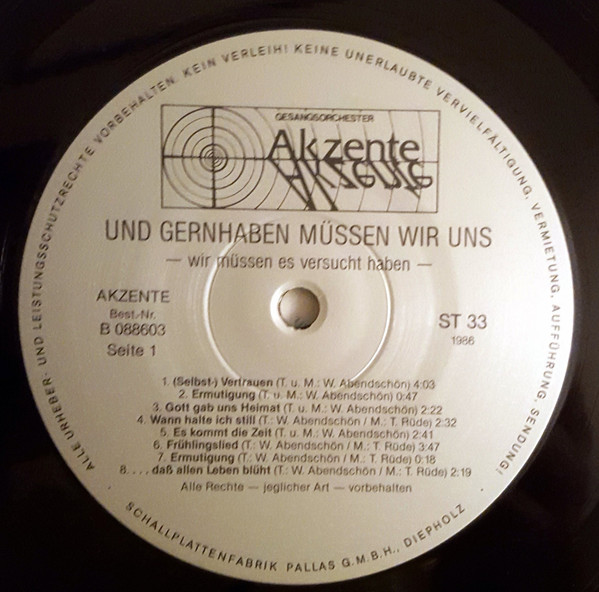 ALLE URHEBER- UND LEISTUNGSSCHUTZRECHTE VORBEHALTEN. KEIN VERLEIH! KEINE UNERLAUBTE VERVIELFÄLTIGUNG, VERMIETUNG, AUFFÜHRUNG, SENDUNG!
GESANGSORCHESTER
Akzente
Akzente
UND GERNHABEN MÜSSEN WIR UNS
— wir müssen es versucht haben —
AKZENTE
Best.-Nr.
B 088603
Seite 1
ST 33
1986
1. (Selbst-) Vertrauen (T. u. M.: W. Abendschön) 4:03
2. Ermutigung (T. u. M.: W. Abendschön) 0:47
3. Gott gab uns Heimat (T. u. M.: W. Abendschön) 2:22
4. Wann halte ich still (T.: W. Abendschön / M.: T. Rüde) 2:32
5. Es kommt die Zeit (T. u. M.: W. Abendschön) 2:41
6. Frühlingslied (T.: W. Abendschön / M.: T. Rüde) 3:47
7. Ermutigung (T.: W. Abendschön / M.: T. Rüde) 0:18
8. . . . daß allen Leben blüht (T.: W. Abendschön / M.: T. Rüde) 2:19
Alle Rechte — jeglicher Art — vorbehalten
SCHALLPLATTENFABRIK PALLAS G.M.B.H., DIEPHOLZ